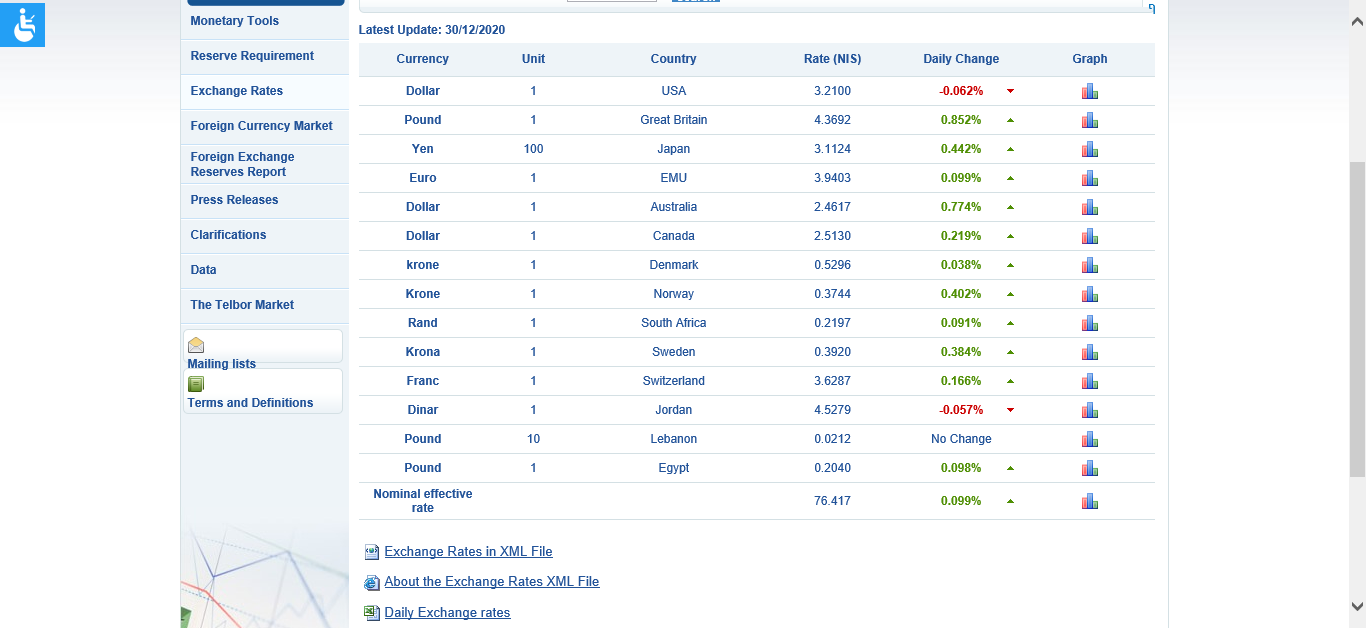 Monetary Tools
Reserve Requirement
Exchange Rates
Foreign Currency Market
Foreign Exchange
Reserves Report
Press Releases
Clarifications
Data
The Telbor Market
Mailing lists
Terms and Definitions
Latest Update: 30/12/2020
Currency Unit Country Rate (NIS) Daily Change Graph
Dollar 1 USA 3.2100 -0.062%
Pound 1 Great Britain 4.3692 0.852%
Yen 100 Japan 3.1124 0.442%
Euro 1 EMU 3.9403 0.099%
Dollar 1 Australia 2.4617 0.774%
Dollar 1 Canada 2.5130 0.219%
krone 1 Denmark 0.5296 0.038%
Krone 1 Norway 0.3744 0.402%
Rand 1 South Africa 0.2197 0.091%
Krona 1 Sweden 0.3920 0.384%
Franc 1 Switzerland 3.6287 0.166%
Dinar 1 Jordan 4.5279 -0.057%
Pound 10 Lebanon 0.0212 No Change
Pound 1 Egypt 0.2040 0.098%
Nominal effective
rate 76.417 0.099%
Exchange Rates in XML File
About the Exchange Rates XML File
Daily Exchange rates